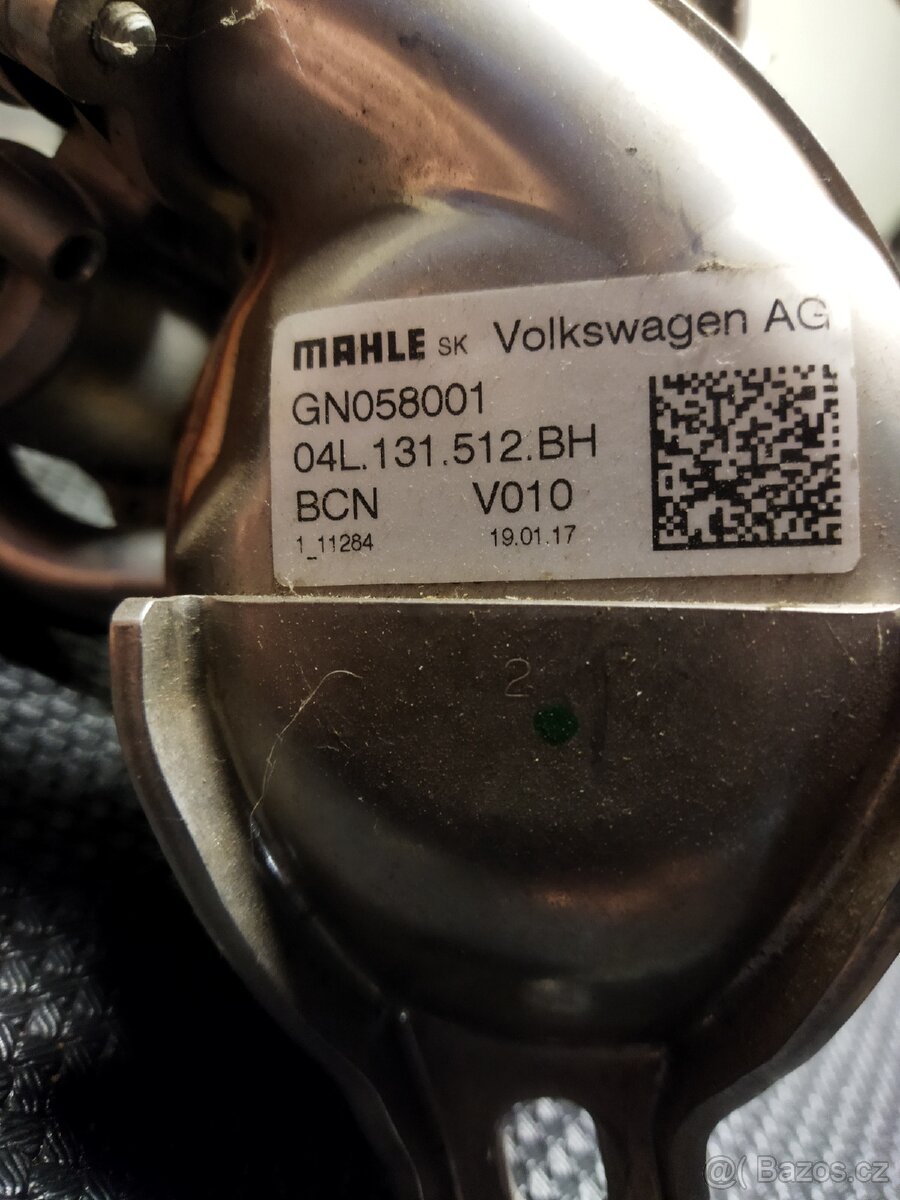 MAHLE SK Volkswagen AG
GN058001
04L.131.512.BH
BCN V010
1_11284 19.01.17
2
@( Bazos.cz